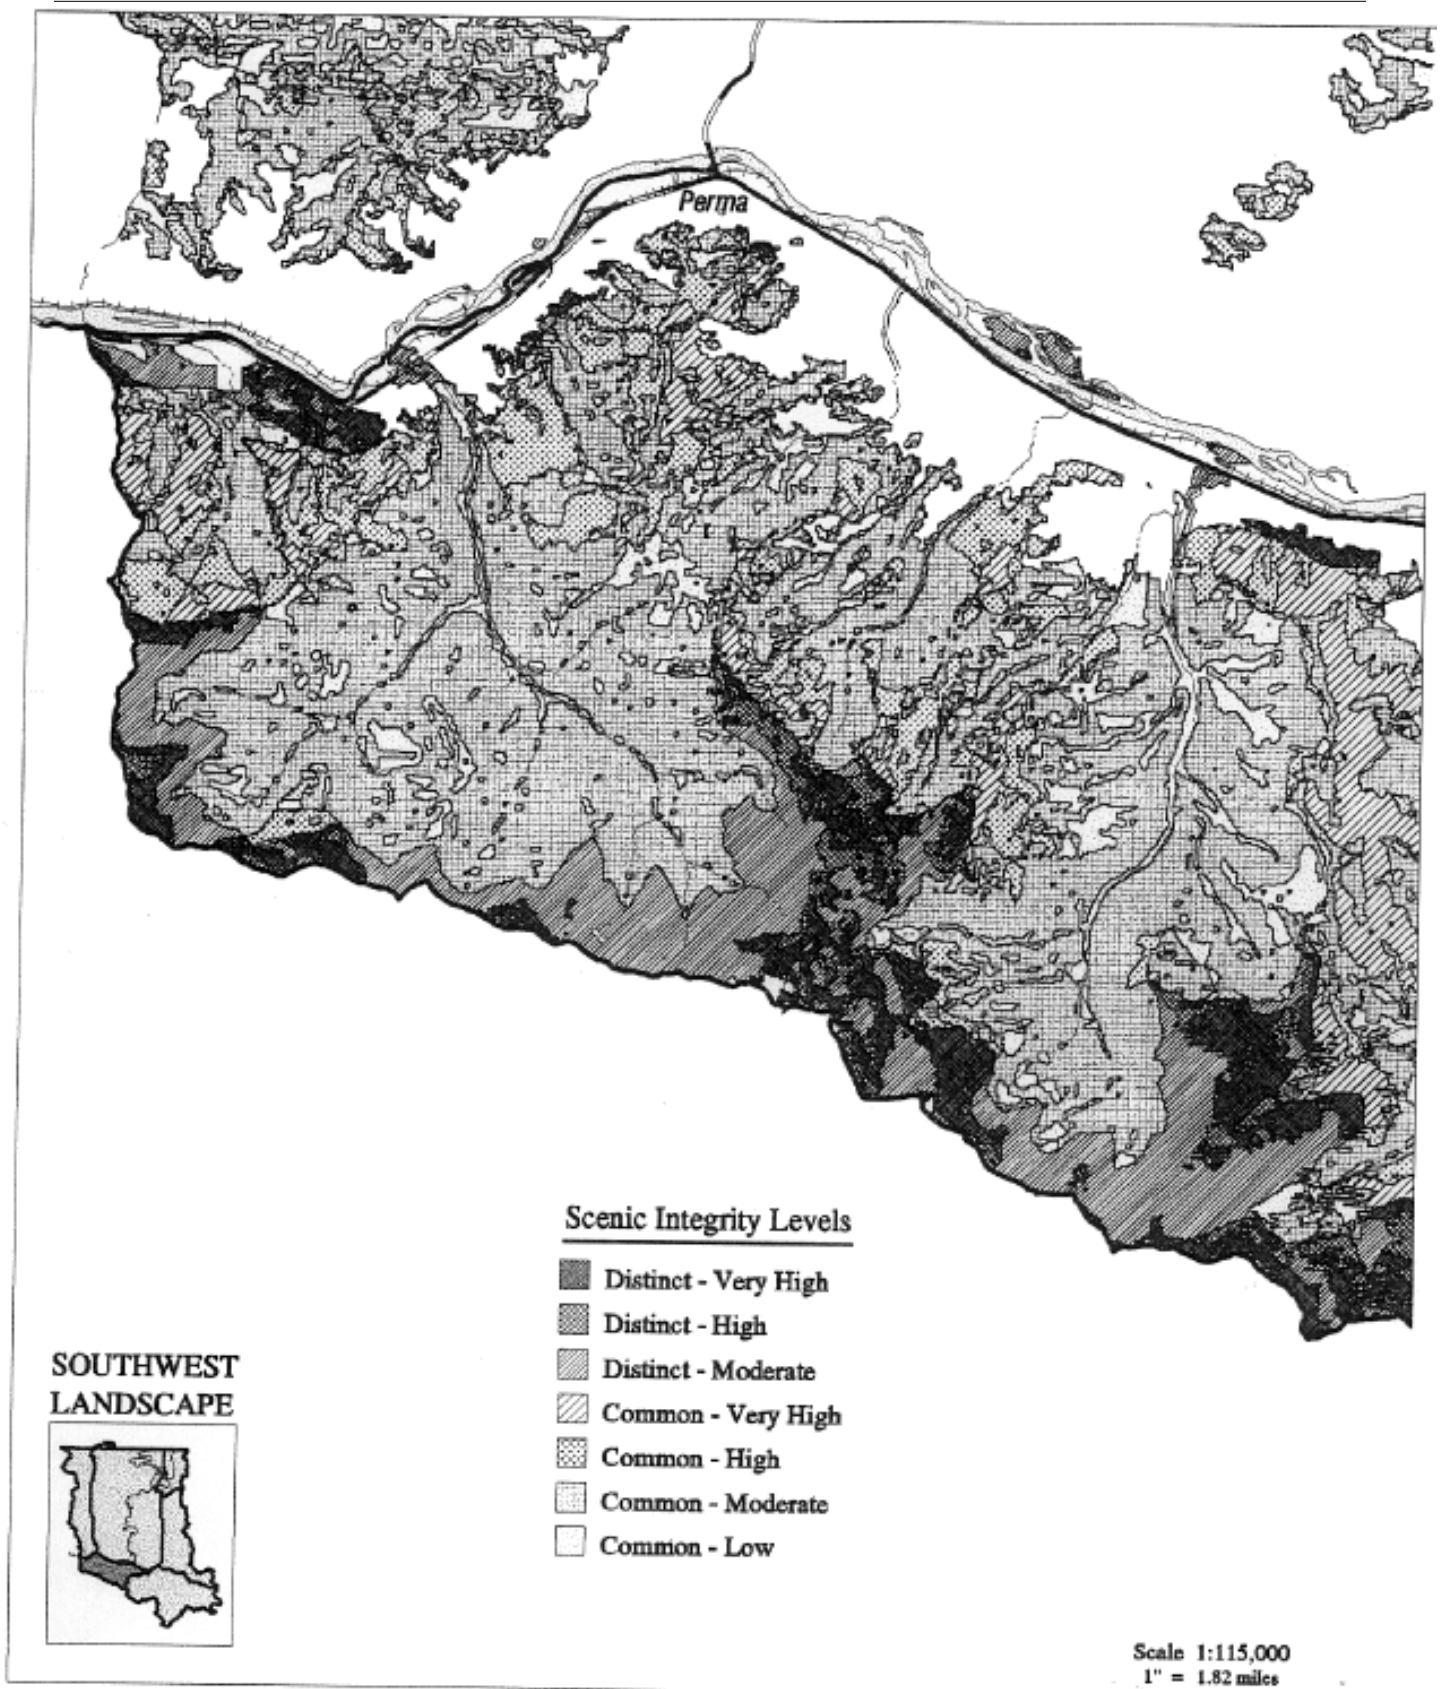 Perma
Scenic Integrity Levels
Distinct - Very High
Distinct - High
Distinct - Moderate
Common - Very High
Common - High
Common - Moderate
Common - Low
SOUTHWEST
LANDSCAPE
Scale 1:115,000
1" = 1.82 miles